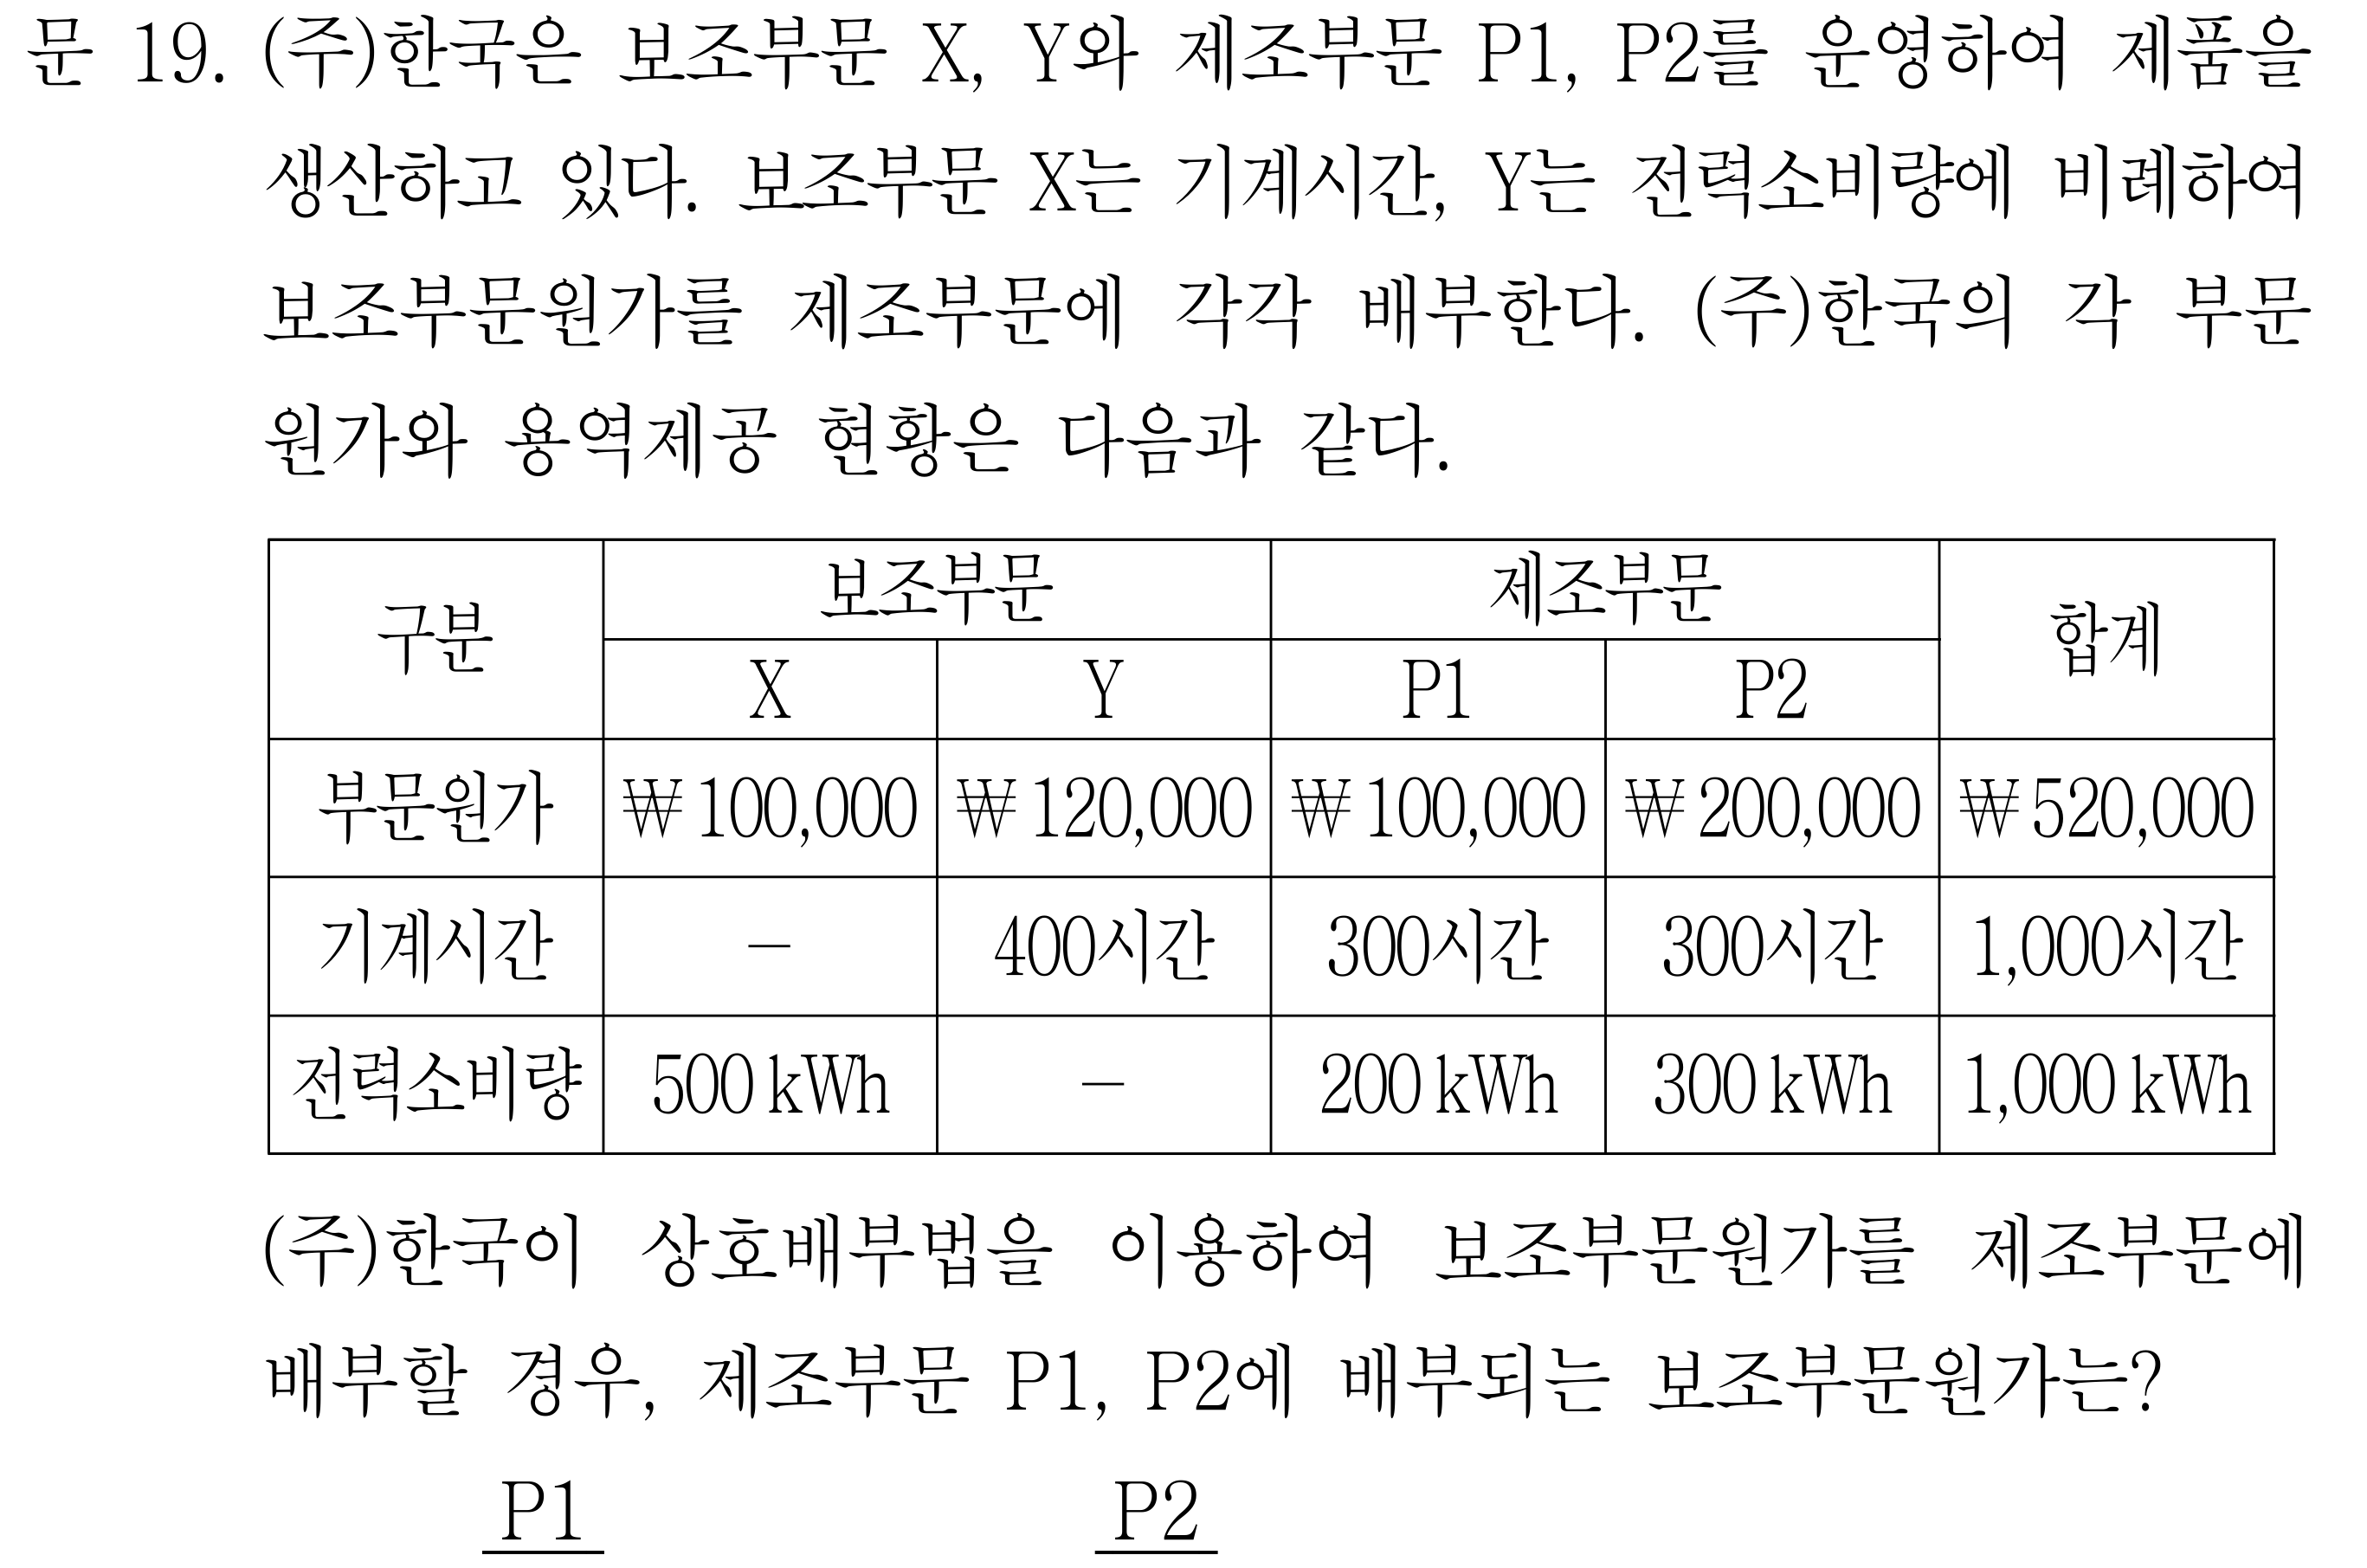 문 19. (주)한국은 보조부문 X, Y와 제조부문 P1, P2를 운영하여 제품을
생산하고 있다. 보조부문 X는 기계시간, Y는 전력소비량에 비례하여
보조부문원가를 제조부문에 각각 배부한다. (주)한국의 각 부문
원가와 용역제공 현황은 다음과 같다.
구분 보조부문 제조부문 합계
X Y P1 P2
부문원가 ₩100,000 ₩120,000 ₩100,000 ₩200,000 ₩520,000
기계시간 - 400시간 300시간 300시간 1,000시간
전력소비량 500 kWh - 200 kWh 300 kWh 1,000 kWh
(주)한국이 상호배부법을 이용하여 보조부문원가를 제조부문에
배부할 경우, 제조부문 P1, P2에 배부되는 보조부문원가는?
P1 P2